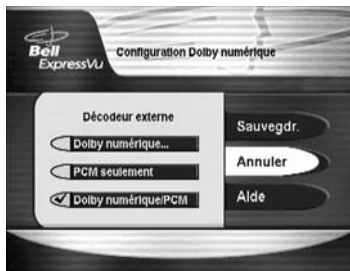 Bell
ExpressVu
Configuration Dolby numérique
Décodeur externe
Dolby numérique...
PCM seulement
Dolby numérique/PCM
Sauvegdr.
Annuler
Aide